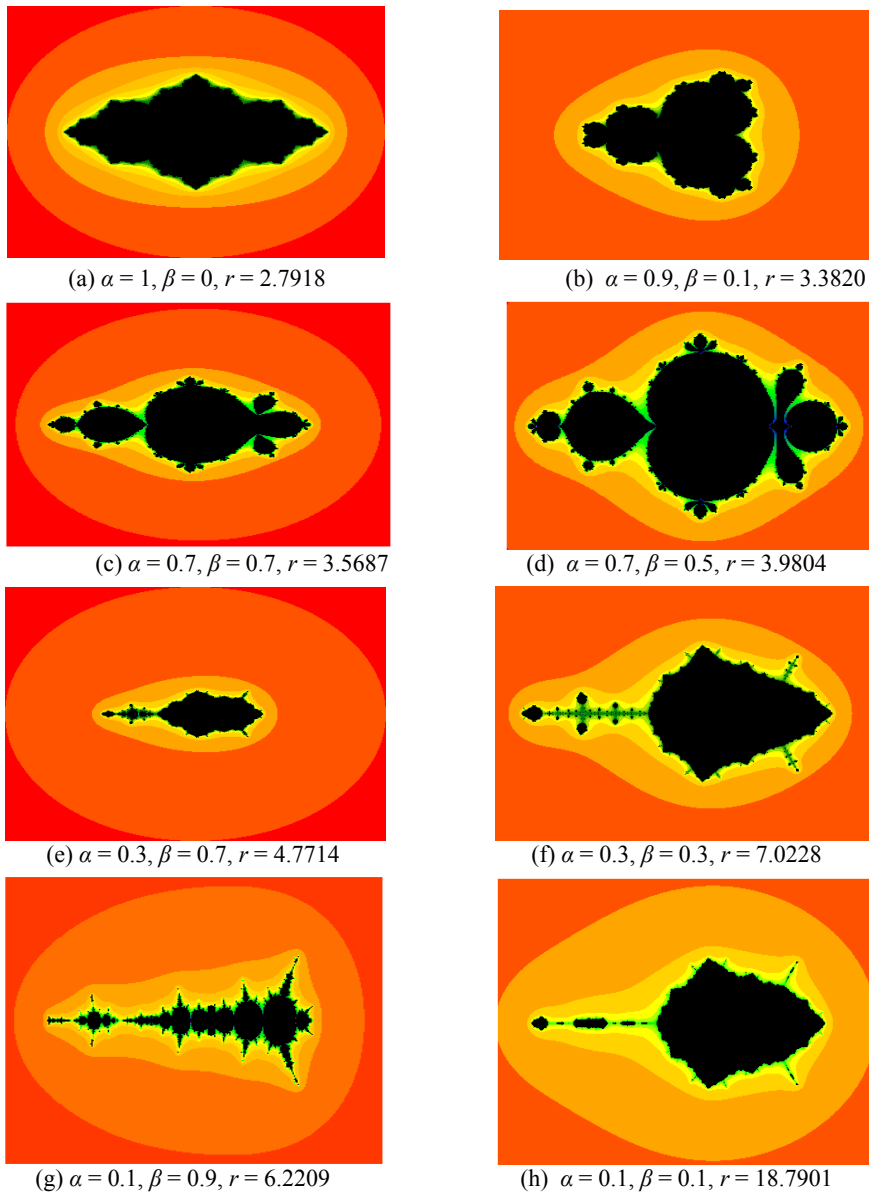 (a) α = 1, β = 0, r = 2.7918
(b) α = 0.9, β = 0.1, r = 3.3820
(c) α = 0.7, β = 0.7, r = 3.5687
(d) α = 0.7, β = 0.5, r = 3.9804
(e) α = 0.3, β = 0.7, r = 4.7714
(f) α = 0.3, β = 0.3, r = 7.0228
(g) α = 0.1, β = 0.9, r = 6.2209
(h) α = 0.1, β = 0.1, r = 18.7901